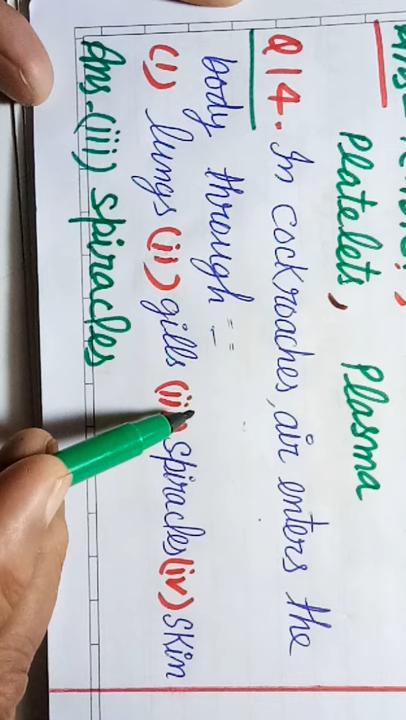 Platelets, Plasma
Q14. In cockroaches, air enters the
body through :-
(i) lungs (ii) gills (iii) spiracles (iv) skin
Ans-(iii) spiracles